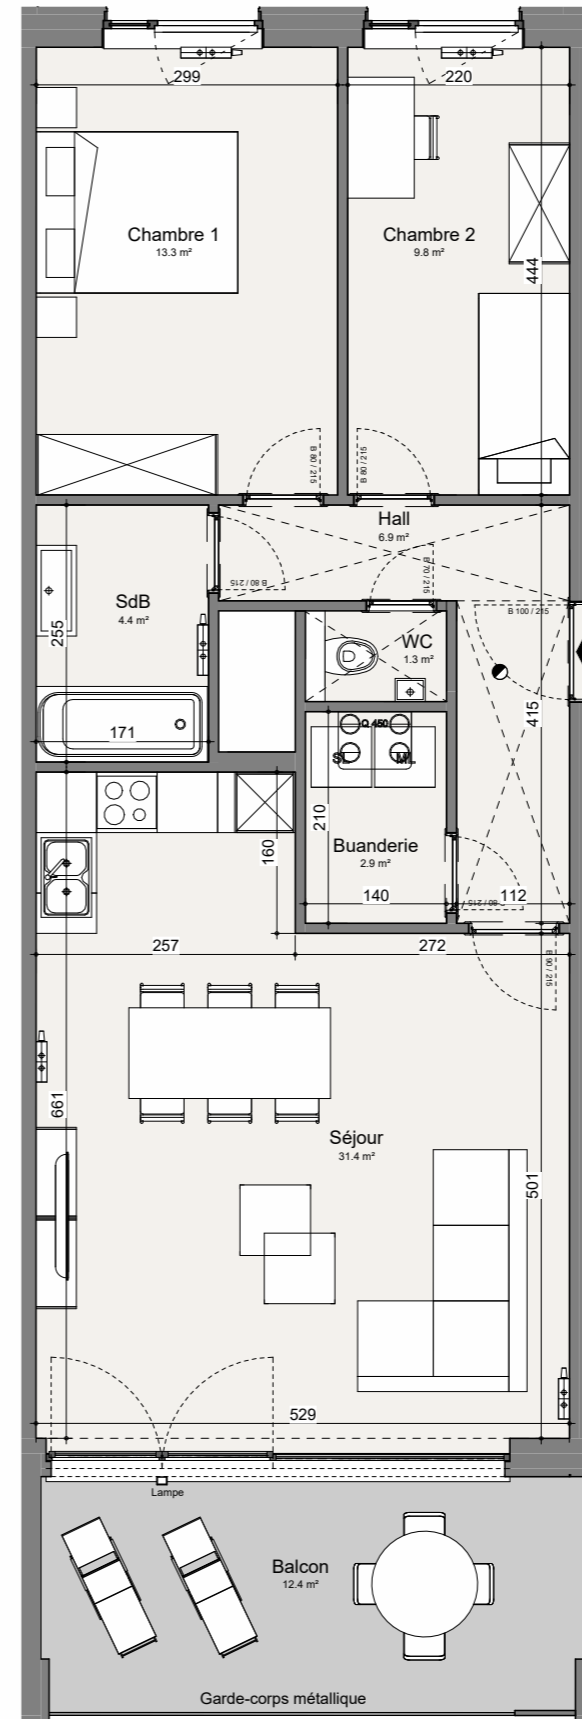 299
220
Chambre 1
13.3 m²
Chambre 2
9.8 m²
444
B 80 / 215
B 80 / 215
Hall
6.9 m²
B 80 / 215
B 70 / 215
SdB
4.4 m²
WC
1.3 m²
B 100 / 215
255
171
415
Q 450
SL
ML
210
160
Buanderie
2.9 m²
140
112
80 / 215
257
272
B 90 / 215
661
Séjour
31.4 m²
501
529
Lampe
Balcon
12.4 m²
Garde-corps métallique